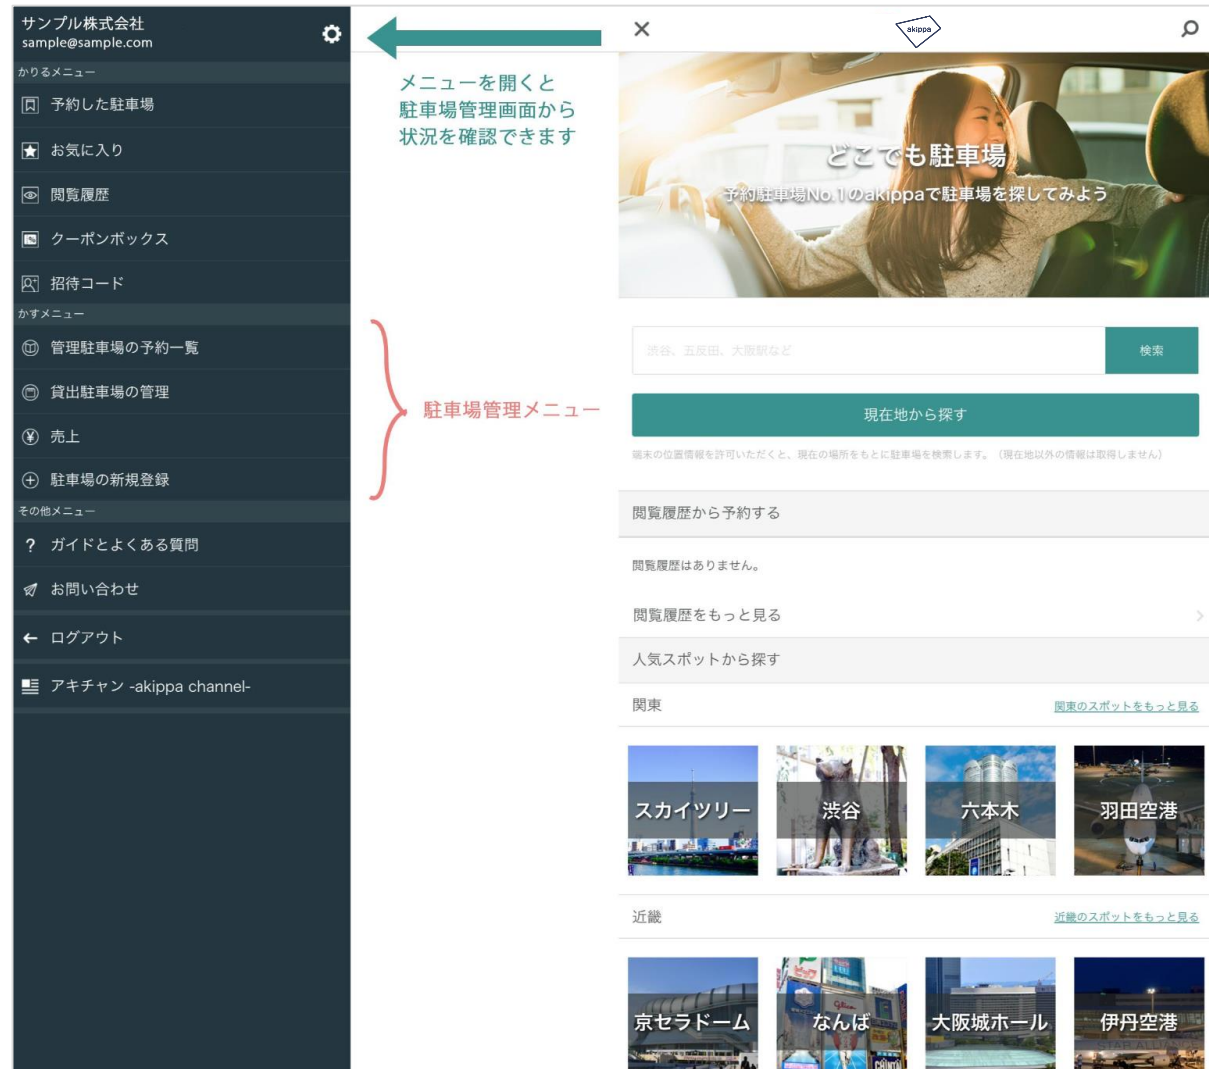 サンプル株式会社
sample@sample.com
かりるメニュー
予約した駐車場
お気に入り
閲覧履歴
クーポンボックス
招待コード
かすメニュー
管理駐車場の予約一覧
貸出駐車場の管理
売上
駐車場の新規登録
その他メニュー
ガイドとよくある質問
お問い合わせ
ログアウト
アキチャン -akippa channel-
メニューを開くと
駐車場管理画面から
状況を確認できます
駐車場管理メニュー
akippa
どこでも駐車場
予約駐車場No.1のakippaで駐車場を探してみよう
渋谷、五反田、大阪駅など
検索
現在地から探す
端末の位置情報を許可いただくと、現在の場所をもとに駐車場を検索します。（現在地以外の情報は取得しません）
閲覧履歴から予約する
閲覧履歴はありません。
閲覧履歴をもっと見る
人気スポットから探す
関東
関東のスポットをもっと見る
スカイツリー
渋谷
六本木
羽田空港
近畿
近畿のスポットをもっと見る
京セラドーム
なんば
大阪城ホール
伊丹空港
Glico
STAR ALLIANCE